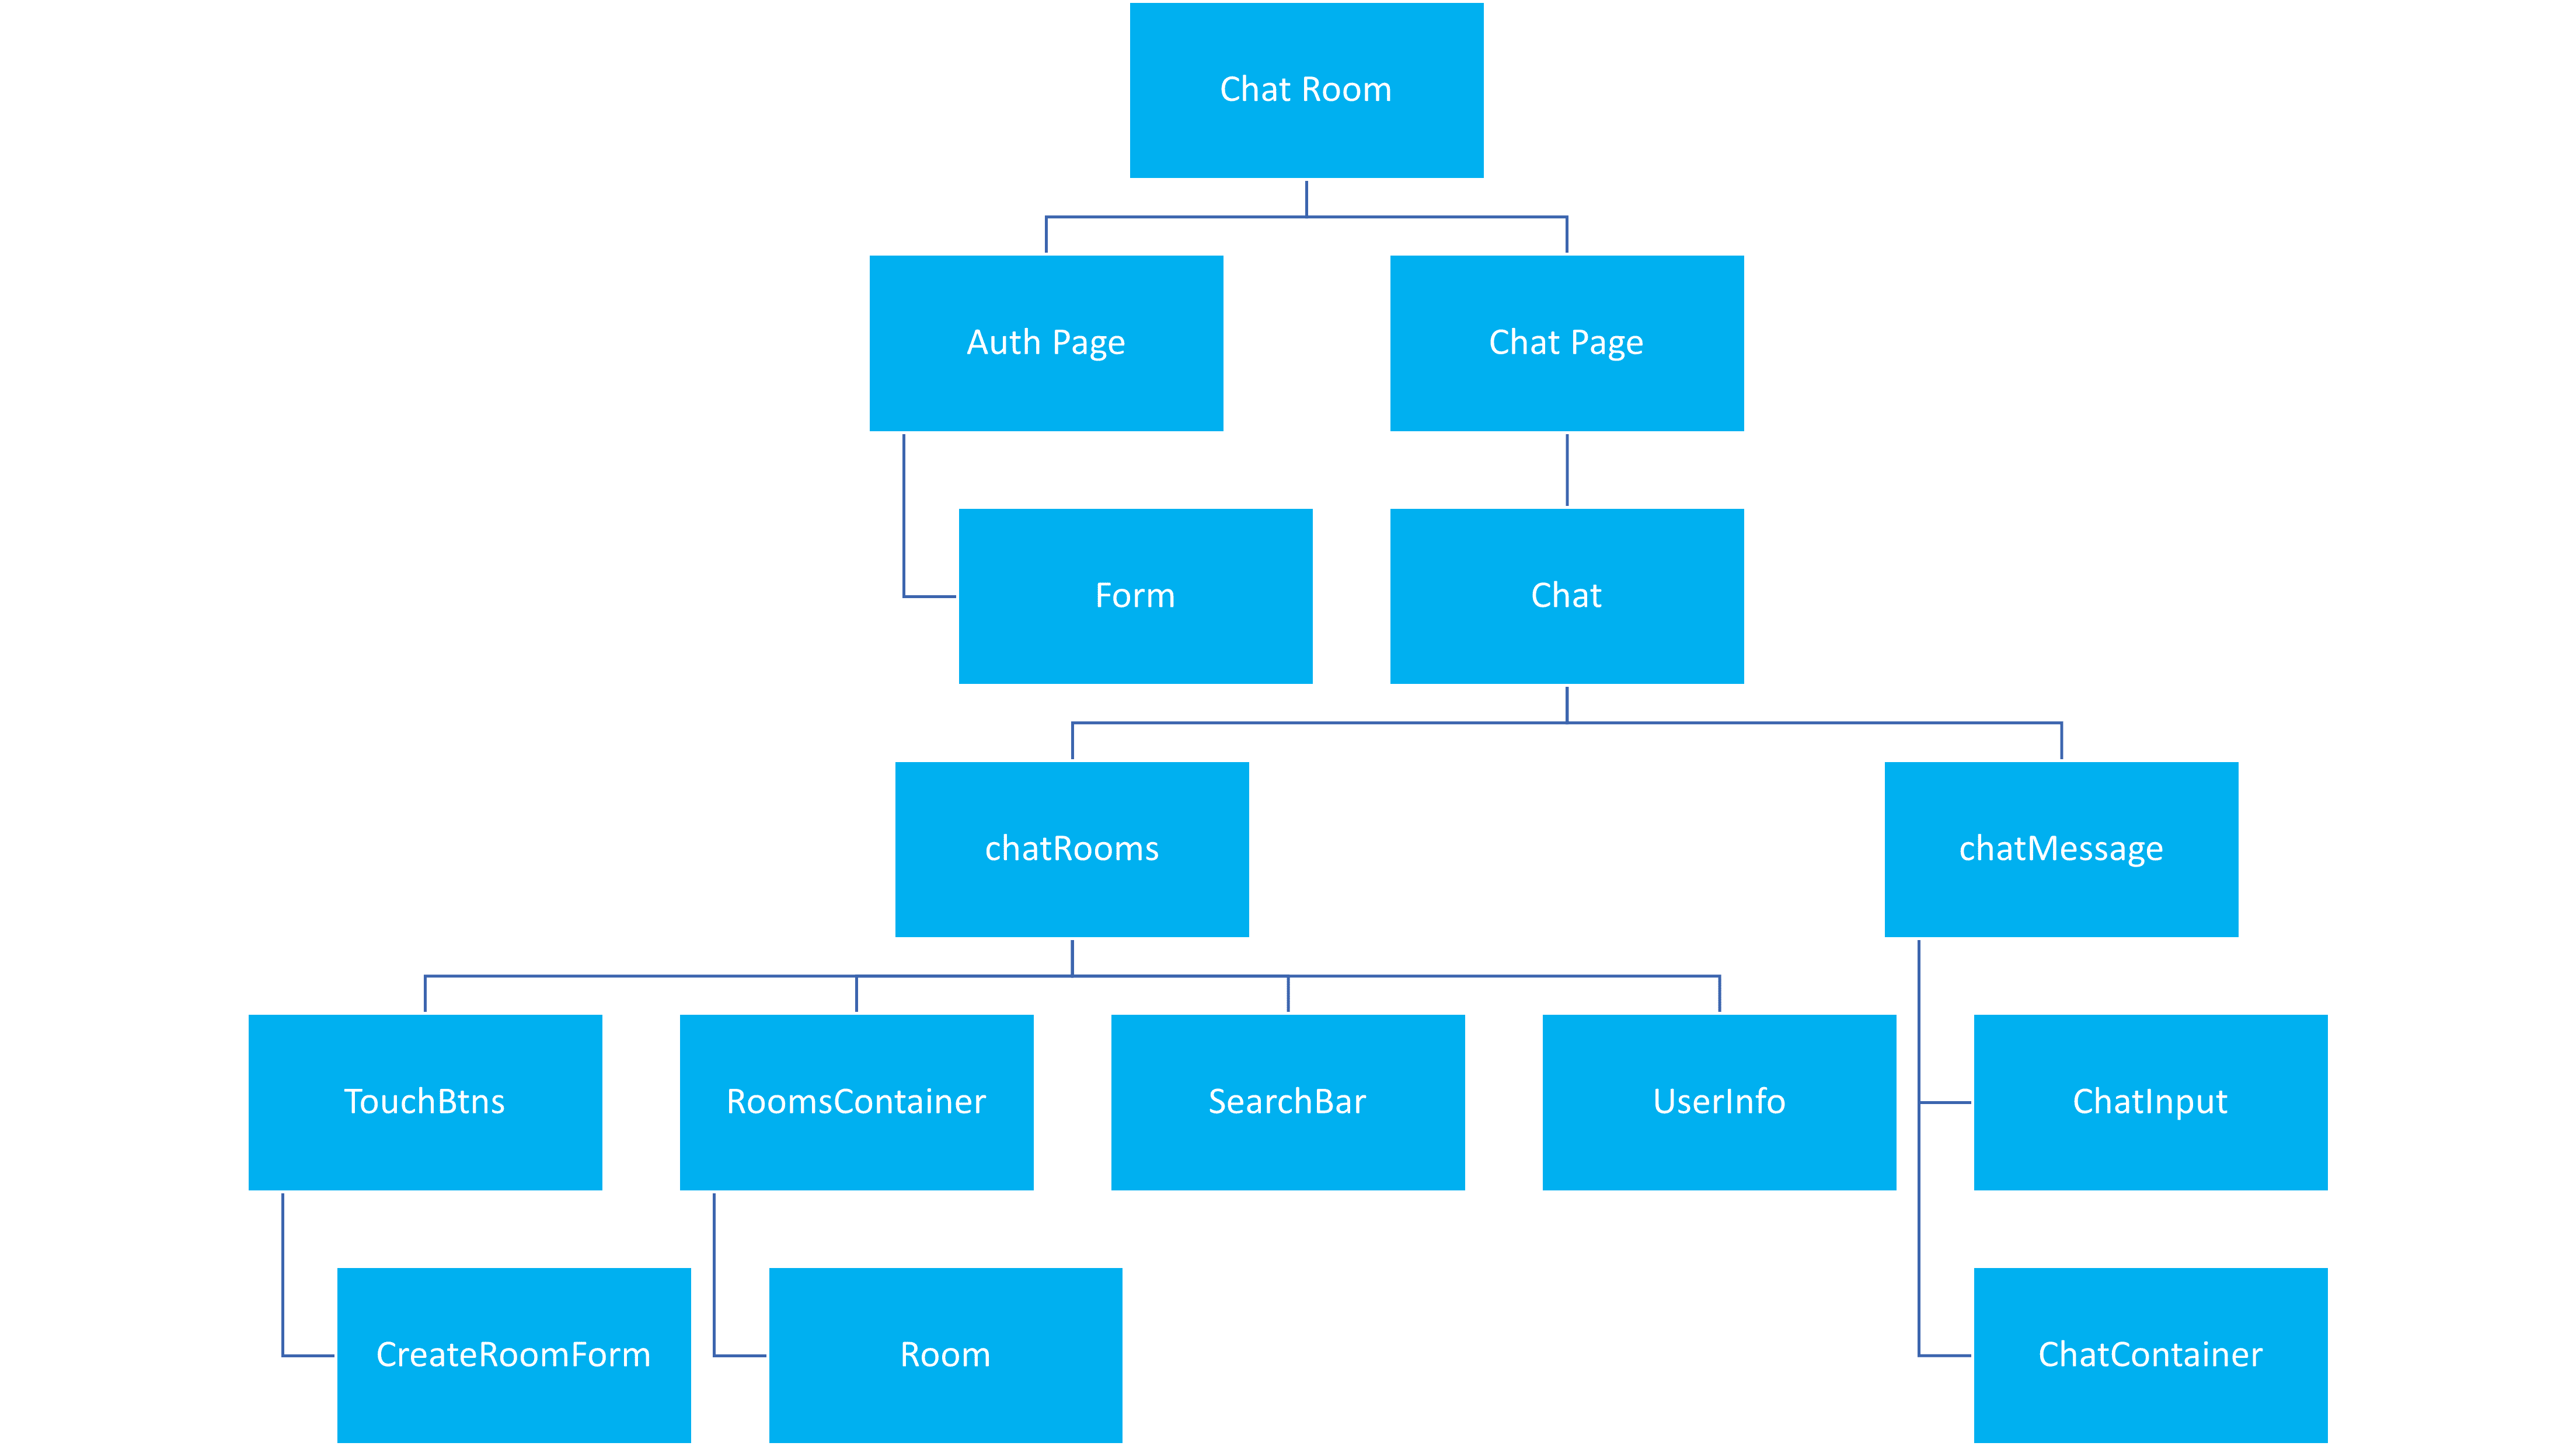 Chat Room
Auth Page
Chat Page
Form
Chat
chatRooms
chatMessage
TouchBtns
RoomsContainer
SearchBar
UserInfo
ChatInput
CreateRoomForm
Room
ChatContainer